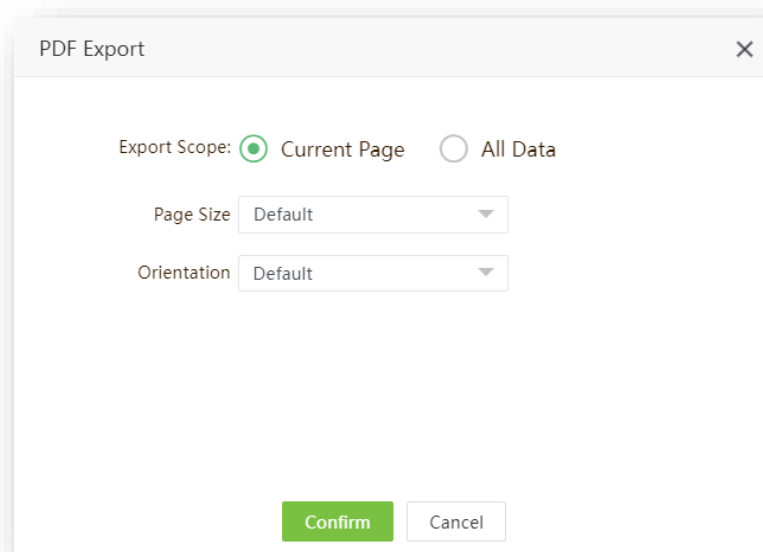 PDF Export
Export Scope: Current Page All Data
Page Size Default
Orientation Default
Confirm Cancel